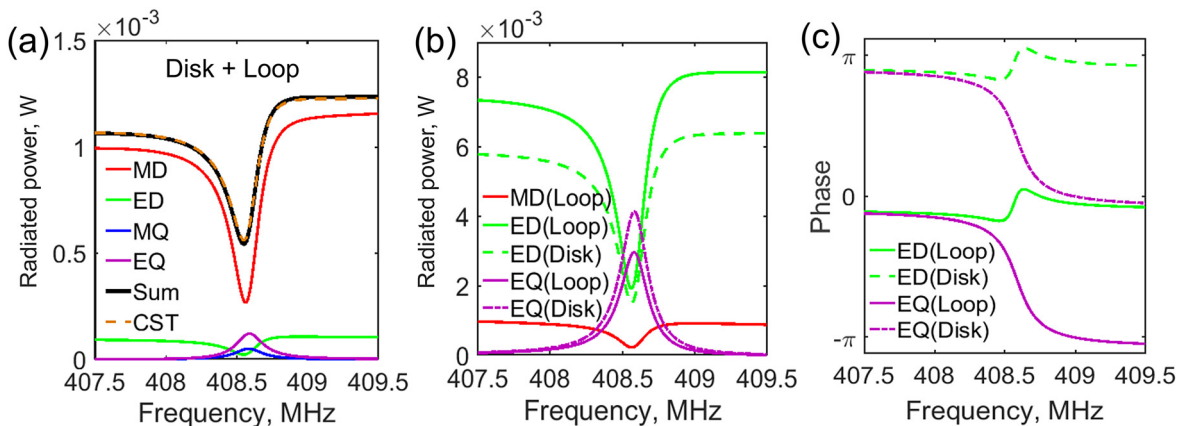 (a)
×10⁻³
1.5
1
0.5
0
Radiated power, W
Disk + Loop
MD
ED
MQ
EQ
Sum
CST
407.5 408 408.5 409 409.5
Frequency, MHz
(b)
×10⁻³
8
6
4
2
0
Radiated power, W
MD(Loop)
ED(Loop)
ED(Disk)
EQ(Loop)
EQ(Disk)
407.5 408 408.5 409 409.5
Frequency, MHz
(c)
π
0
-π
Phase
ED(Loop)
ED(Disk)
EQ(Loop)
EQ(Disk)
407.5 408 408.5 409 409.5
Frequency, MHz